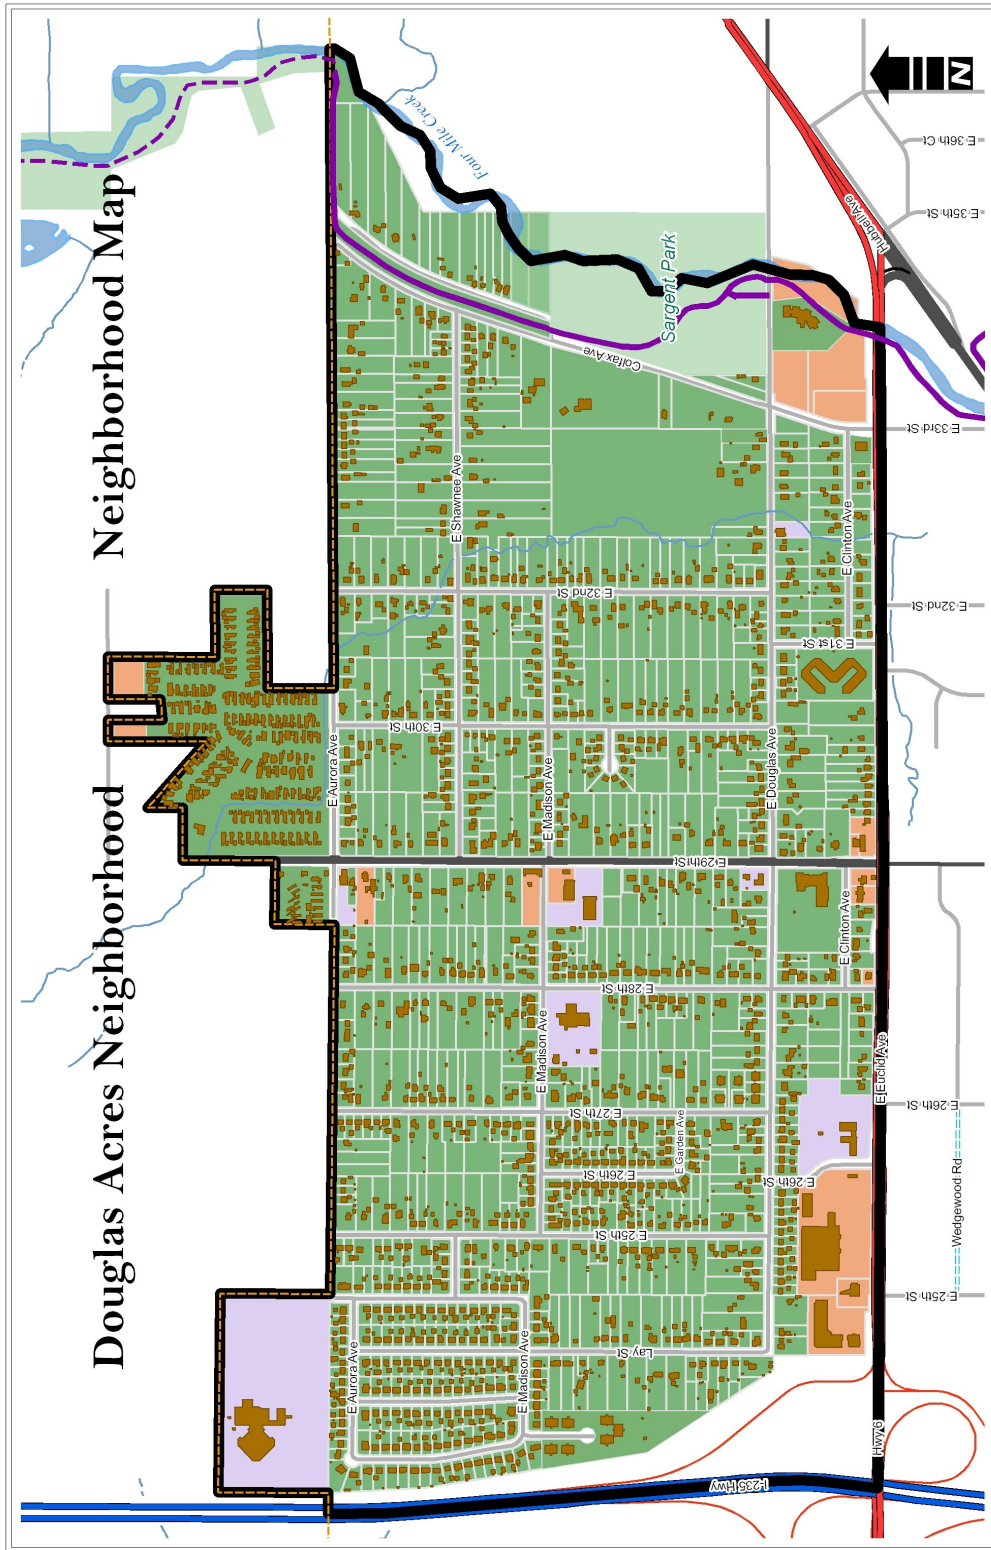 Douglas Acres Neighborhood Neighborhood Map
N
Four Mile Creek
Sargent Park
Hubbell Ave
E 36th Ct
E 35th St
Colfax Ave
E 33rd St
E Shawnee Ave
E Clinton Ave
E 32nd St
E 32nd St
E 31st St
E 30th St
E Aurora Ave
E Madison Ave
E Douglas Ave
E 29th St
E Clinton Ave
E 28th St
E Madison Ave
E Euclid Ave
E 27th St
E Garden Ave
E 26th St
E 26th St
E 26th St
Wedgewood Rd
E 25th St
E 25th St
Lay St
E Aurora Ave
E Madison Ave
Hwy 6
I-235 Hwy